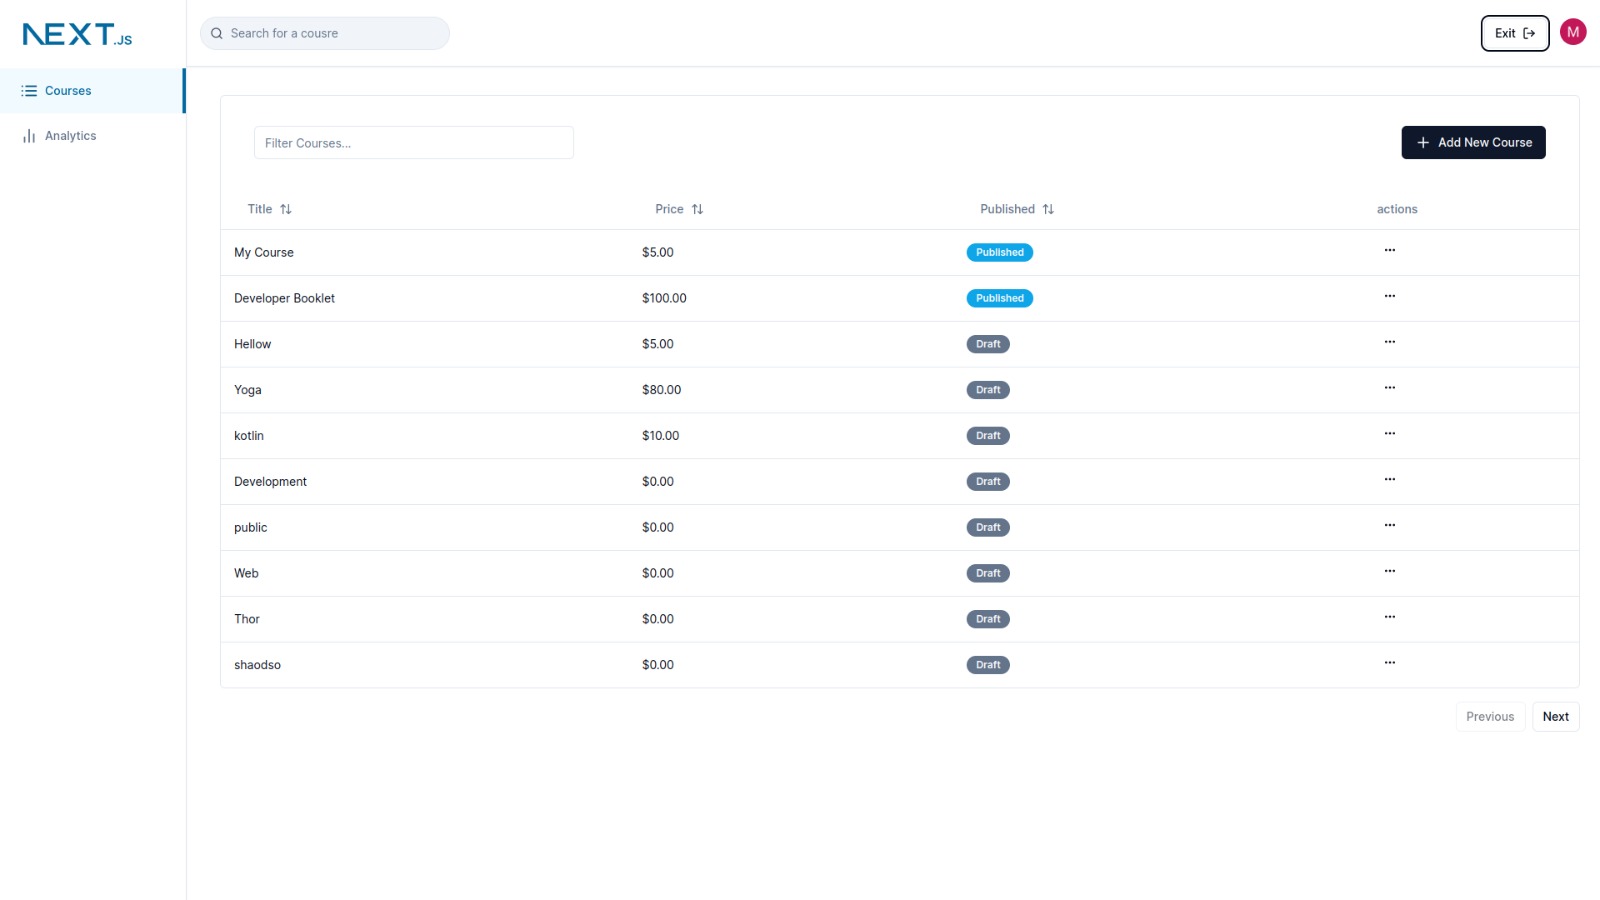 NEXT.JS
Search for a cousre
Exit
M
Courses
Analytics
Filter Courses...
Add New Course
Title Price Published actions
My Course $5.00 Published ...
Developer Booklet $100.00 Published ...
Hellow $5.00 Draft ...
Yoga $80.00 Draft ...
kotlin $10.00 Draft ...
Development $0.00 Draft ...
public $0.00 Draft ...
Web $0.00 Draft ...
Thor $0.00 Draft ...
shaodso $0.00 Draft ...
Previous Next